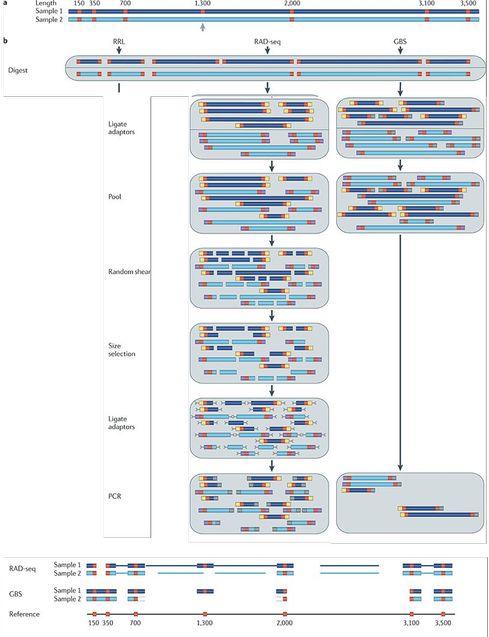 a
Length 150 350 700 1,300 2,000 3,100 3,500
Sample 1
Sample 2
b
RRL RAD-seq GBS
Digest
Ligate
adaptors
Pool
Random shear
Size
selection
Ligate
adaptors
PCR
RAD-seq Sample 1
Sample 2
GBS Sample 1
Sample 2
Reference
150 350 700 1,300 2,000 3,100 3,500